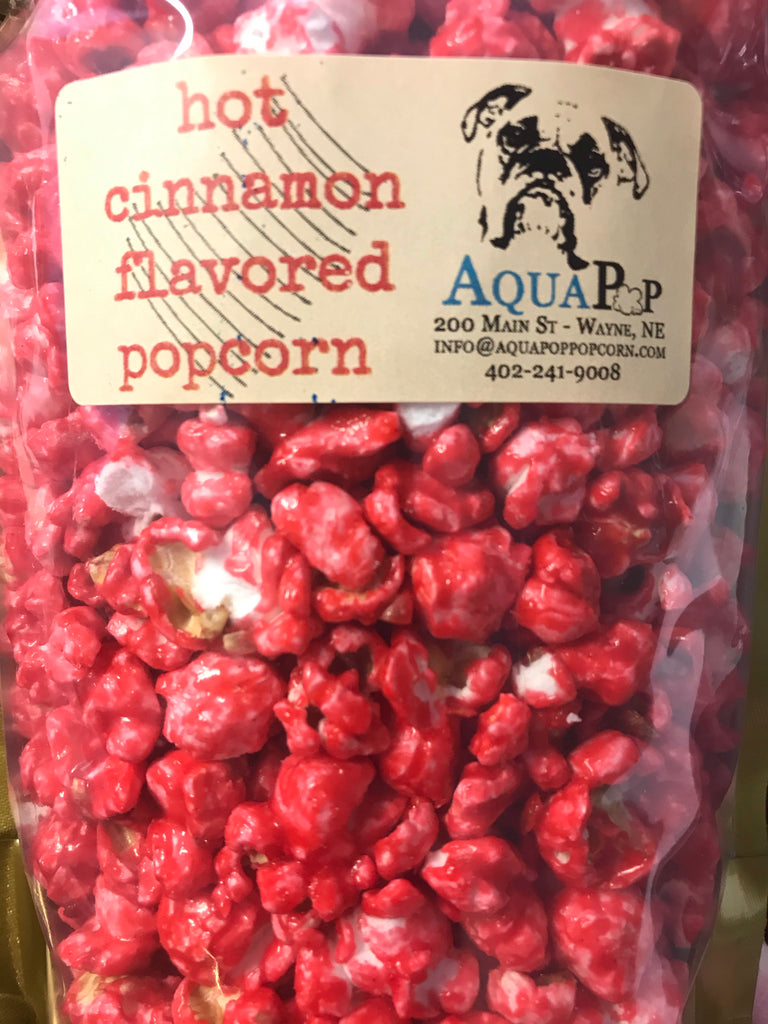 hot
cinnamon
flavored
popcorn
AQUAPOP
200 MAIN ST - WAYNE, NE
INFO@AQUAPOPPOPCORN.COM
402-241-9008